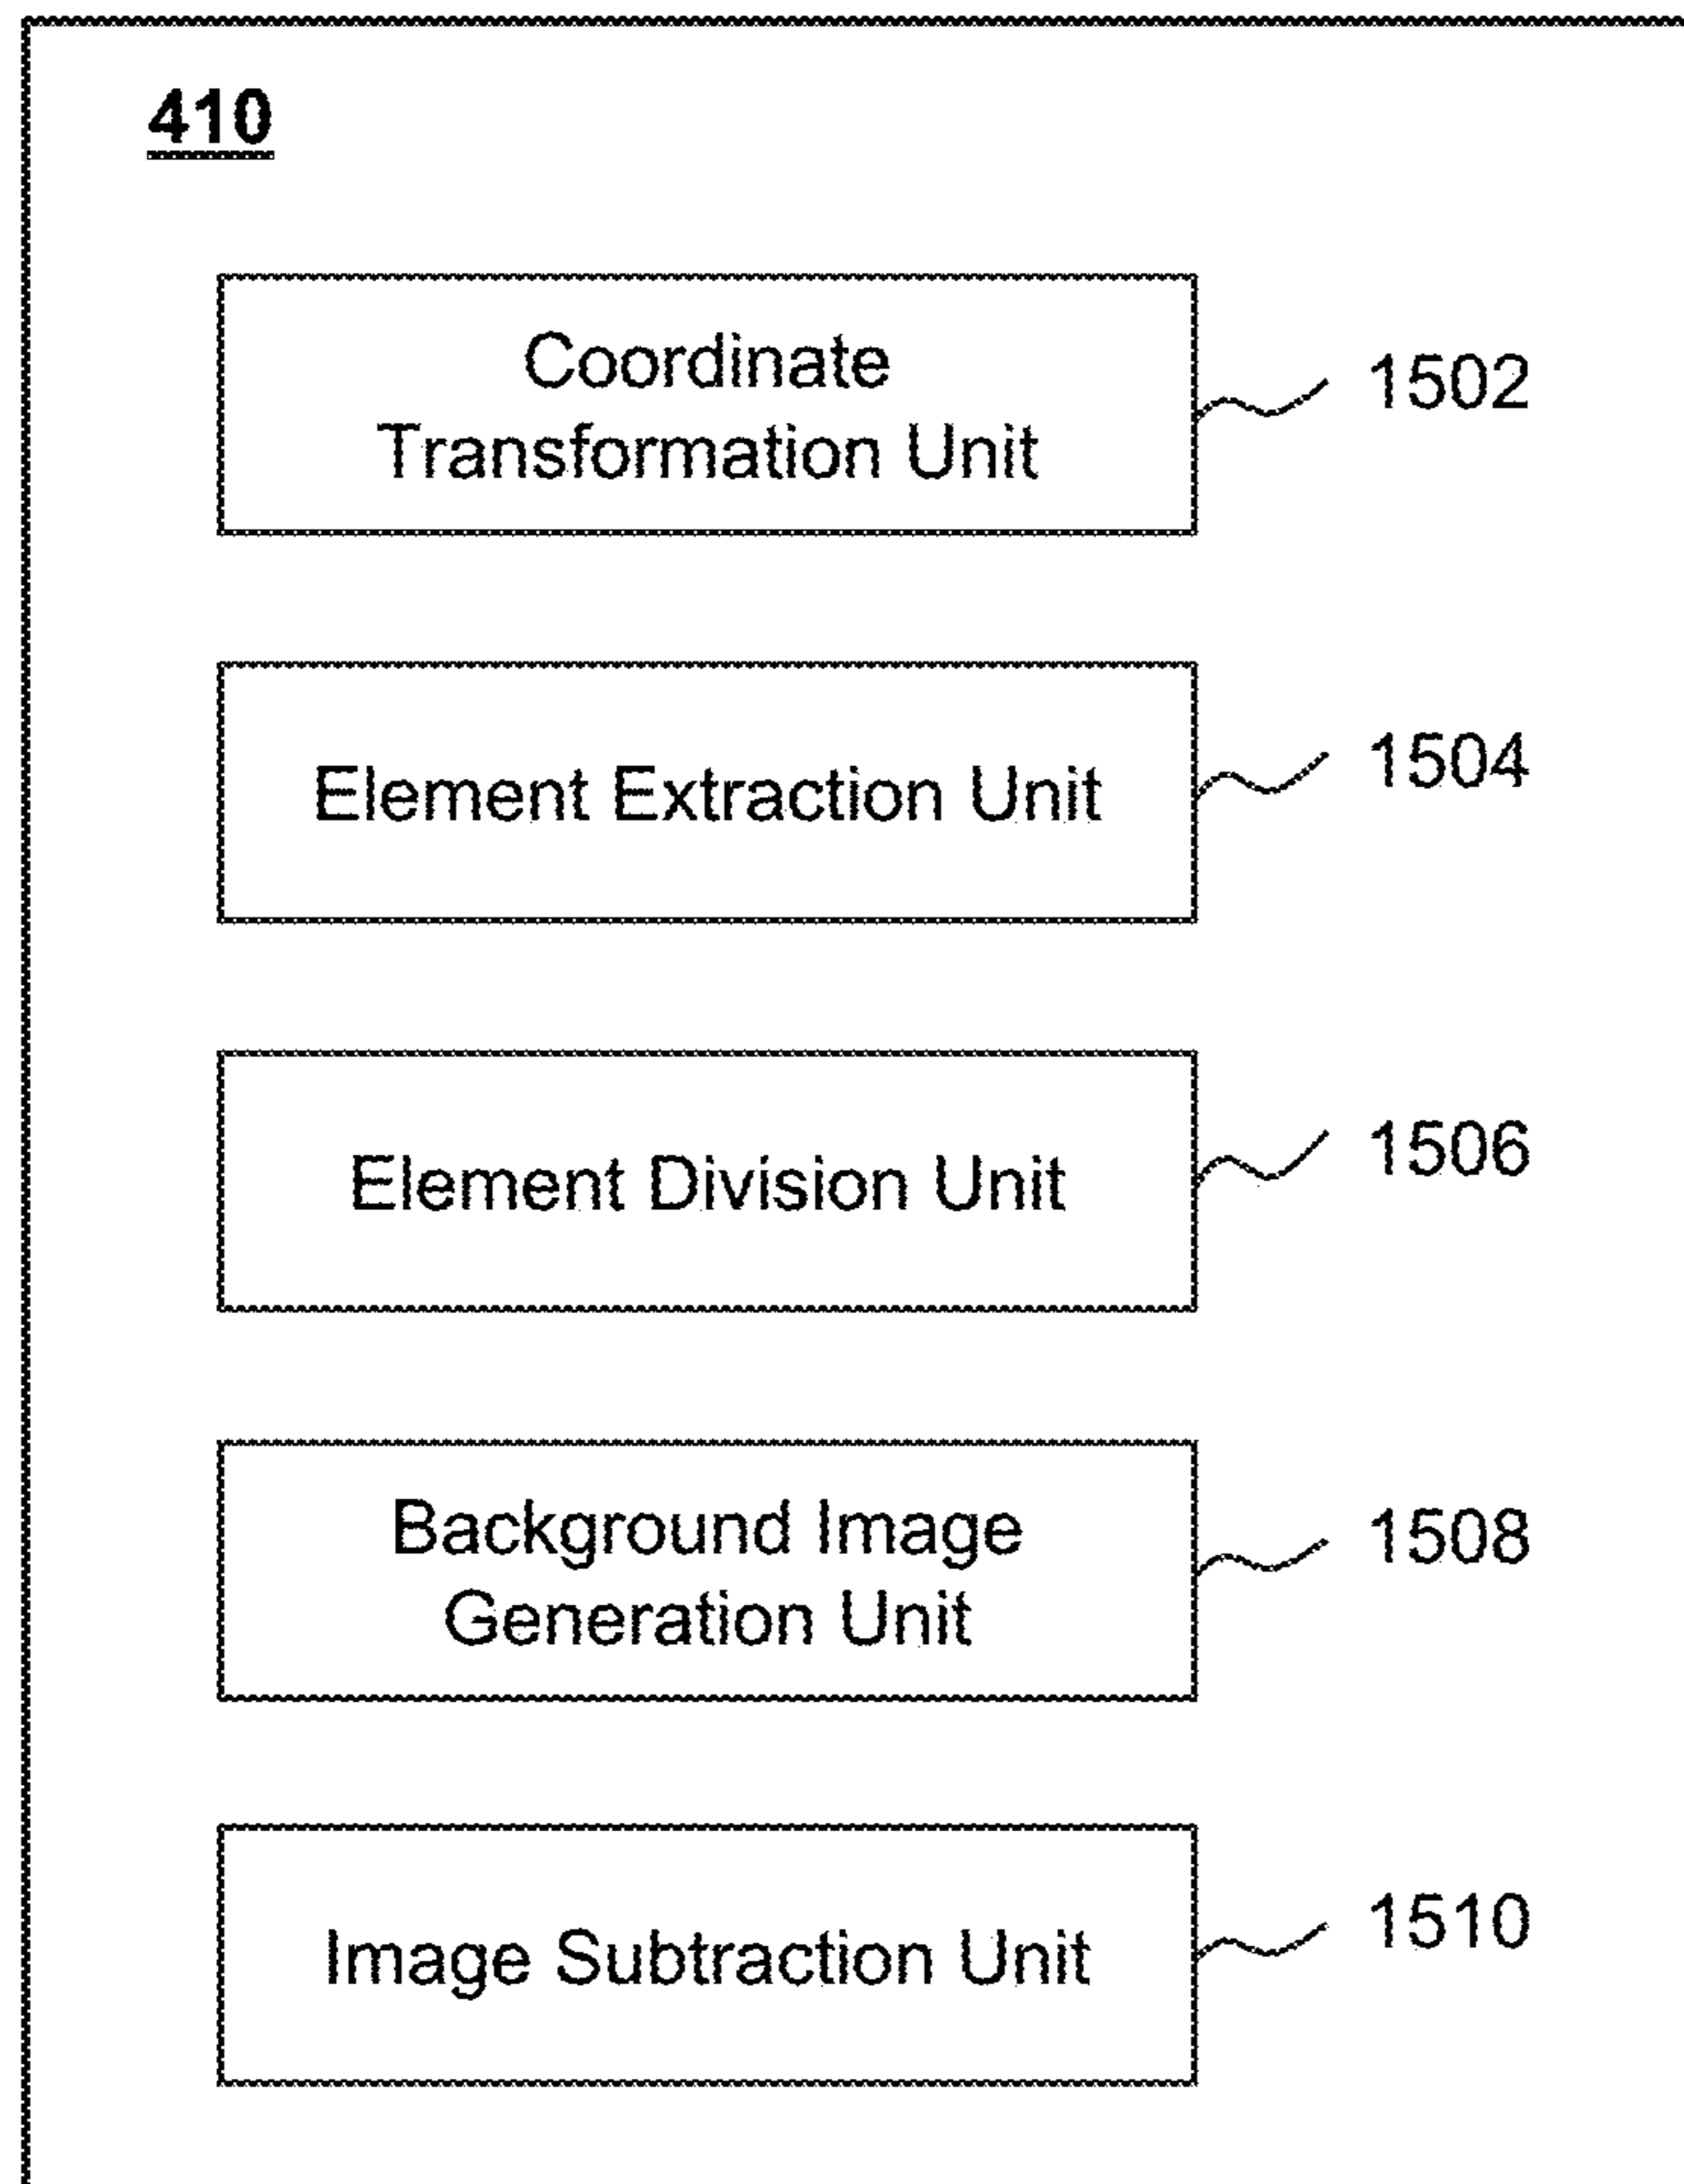 410
Coordinate
Transformation Unit
1502
Element Extraction Unit
1504
Element Division Unit
1506
Background Image
Generation Unit
1508
Image Subtraction Unit
1510